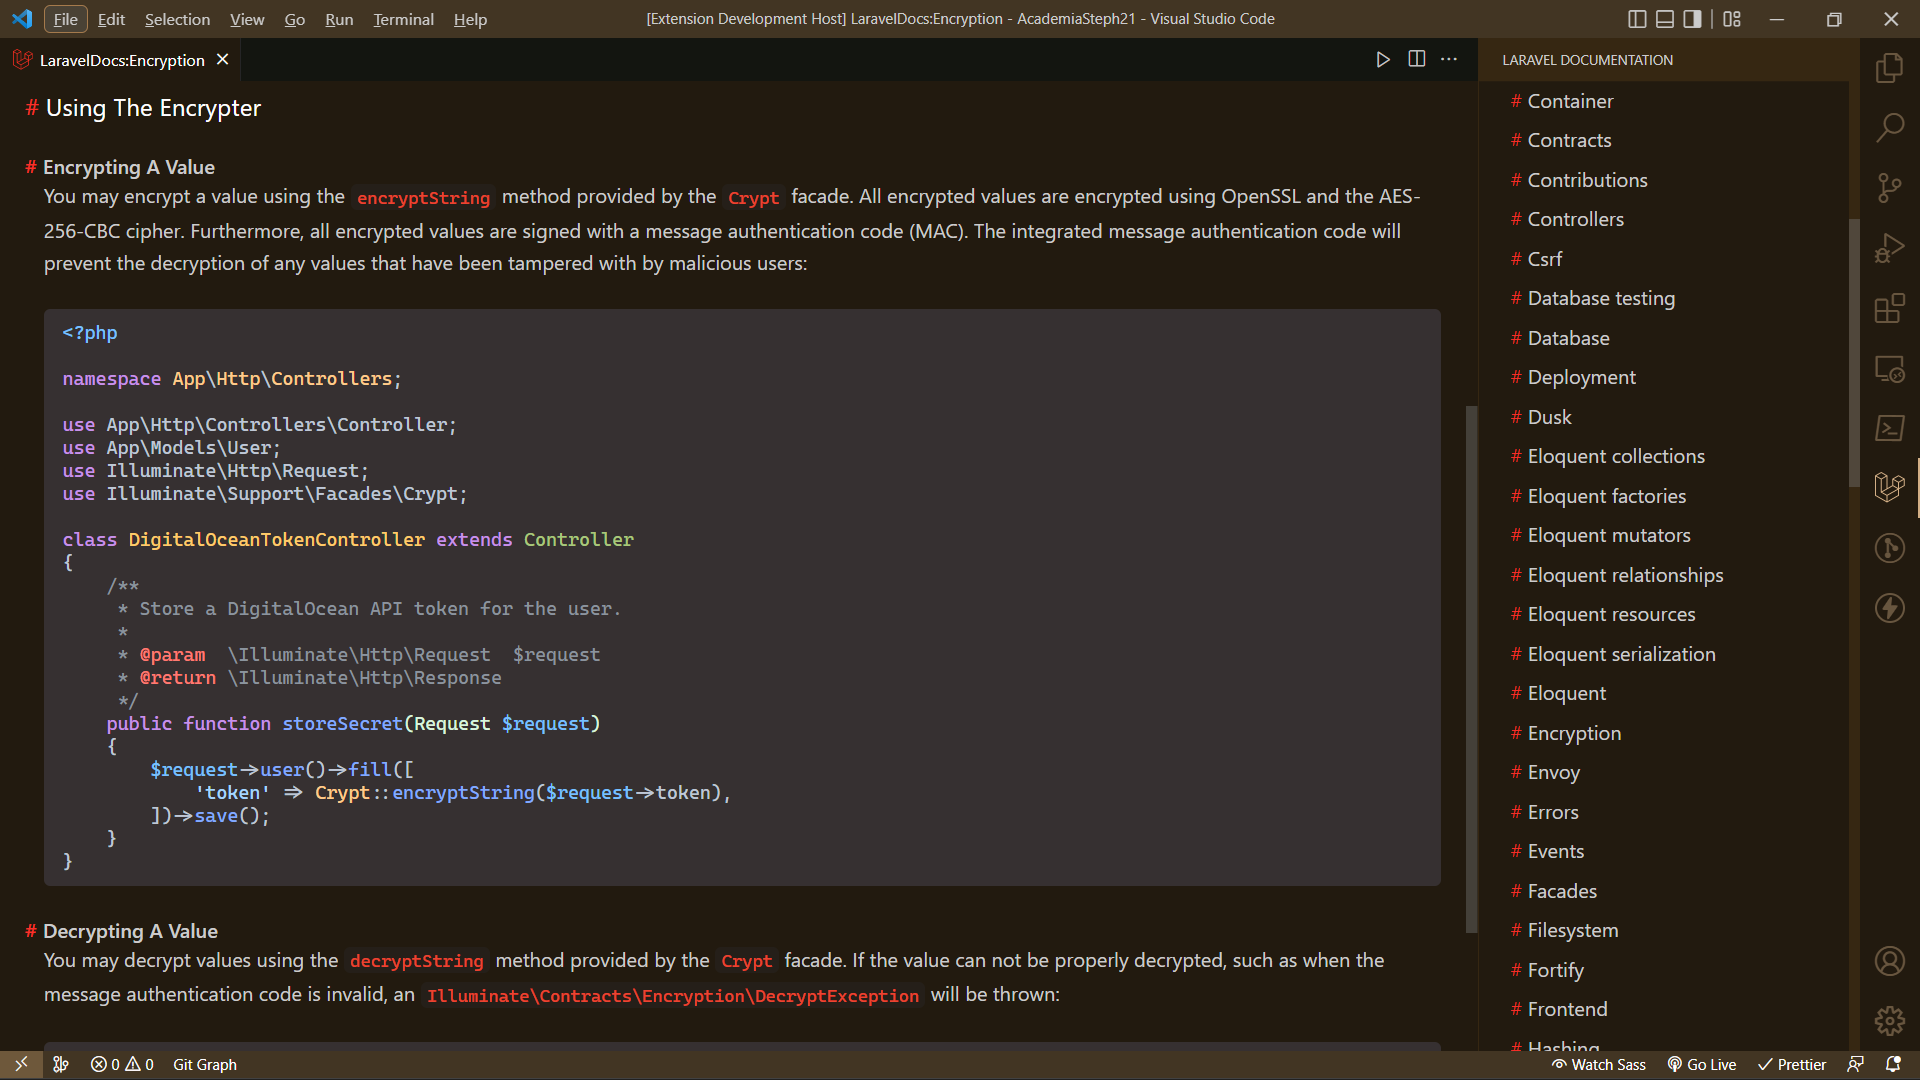 File Edit Selection View Go Run Terminal Help
[Extension Development Host] LaravelDocs:Encryption - AcademiaSteph21 - Visual Studio Code
LaravelDocs:Encryption
# Using The Encrypter
# Encrypting A Value
You may encrypt a value using the encryptString method provided by the Crypt facade. All encrypted values are encrypted using OpenSSL and the AES-
256-CBC cipher. Furthermore, all encrypted values are signed with a message authentication code (MAC). The integrated message authentication code will
prevent the decryption of any values that have been tampered with by malicious users:
<?php
namespace App\Http\Controllers;
use App\Http\Controllers\Controller;
use App\Models\User;
use Illuminate\Http\Request;
use Illuminate\Support\Facades\Crypt;
class DigitalOceanTokenController extends Controller
{
    /**
     * Store a DigitalOcean API token for the user.
     *
     * @param  \Illuminate\Http\Request  $request
     * @return \Illuminate\Http\Response
     */
    public function storeSecret(Request $request)
    {
        $request->user()->fill([
            'token' => Crypt::encryptString($request->token),
        ])->save();
    }
}
# Decrypting A Value
You may decrypt values using the decryptString method provided by the Crypt facade. If the value can not be properly decrypted, such as when the
message authentication code is invalid, an Illuminate\Contracts\Encryption\DecryptException will be thrown:
LARAVEL DOCUMENTATION
# Container
# Contracts
# Contributions
# Controllers
# Csrf
# Database testing
# Database
# Deployment
# Dusk
# Eloquent collections
# Eloquent factories
# Eloquent mutators
# Eloquent relationships
# Eloquent resources
# Eloquent serialization
# Eloquent
# Encryption
# Envoy
# Errors
# Events
# Facades
# Filesystem
# Fortify
# Frontend
# Hashing
0 0 Git Graph
Watch Sass Go Live Prettier